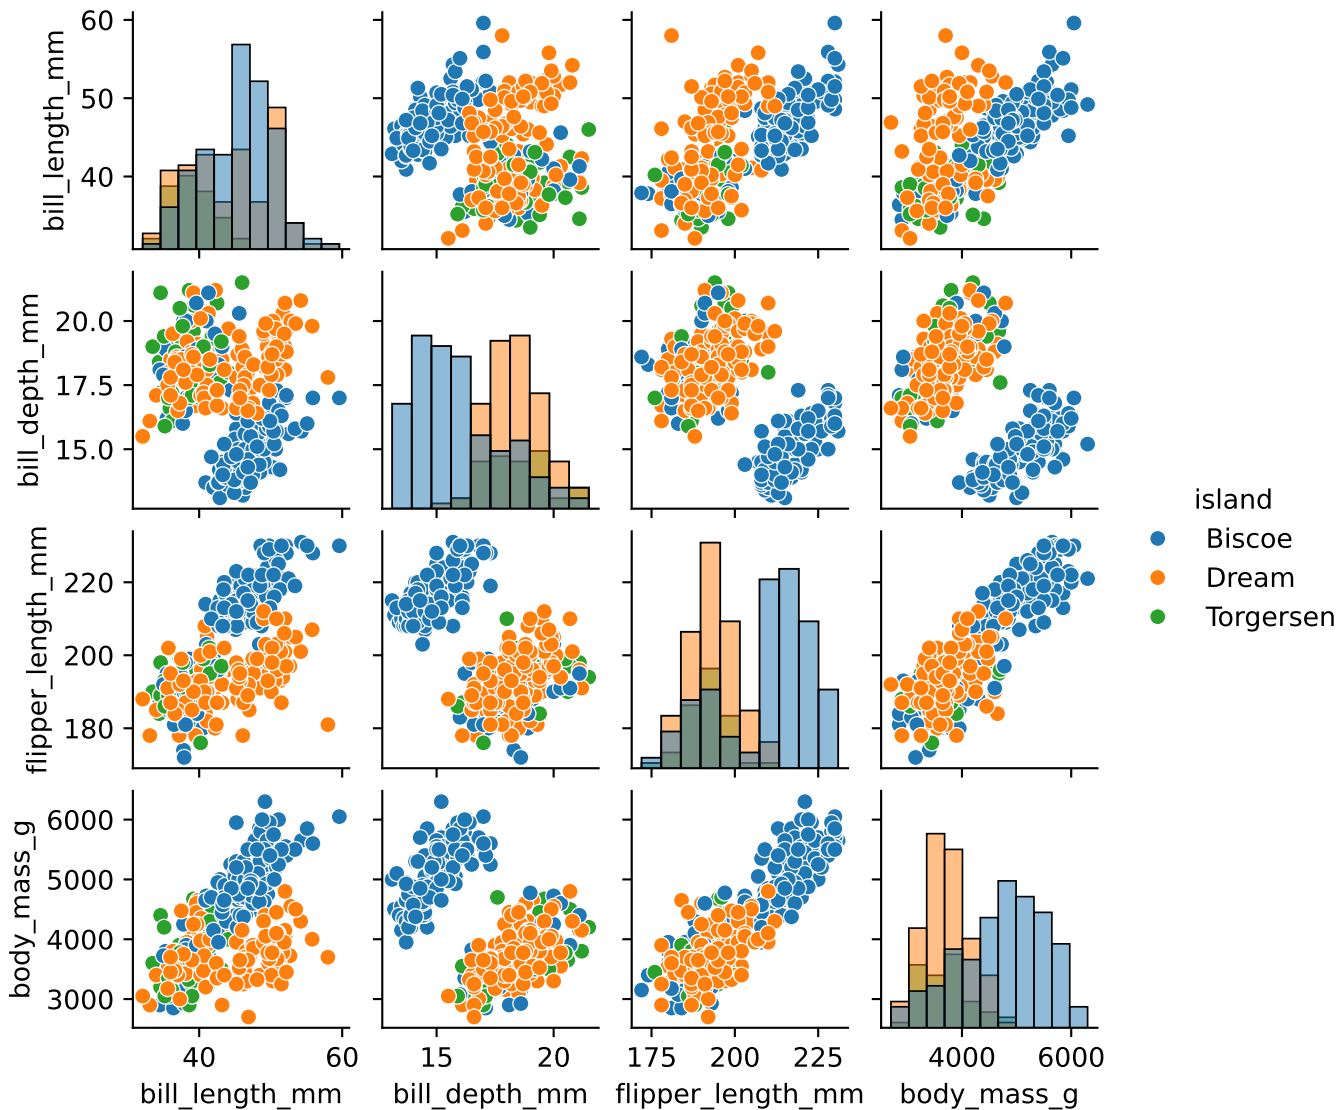 60
bill_length_mm
50
40
20.0
bill_depth_mm
17.5
15.0
island
Biscoe
Dream
Torgersen
flipper_length_mm
220
200
180
body_mass_g
6000
5000
4000
3000
40 60 15 20 175 200 225 4000 6000
bill_length_mm bill_depth_mm flipper_length_mm body_mass_g